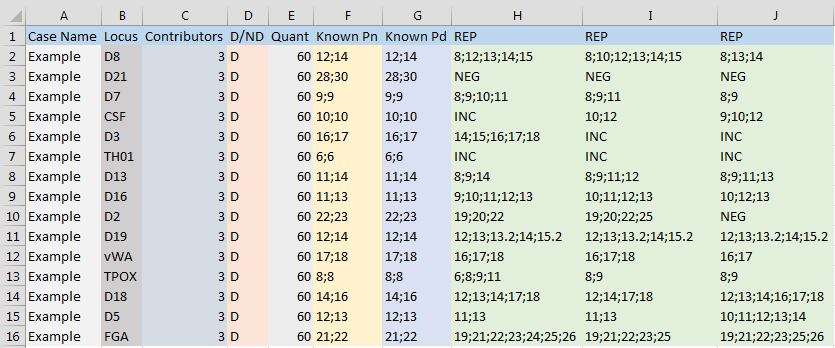 A B C D E F G H I J
1 Case Name Locus Contributors D/ND Quant Known Pn Known Pd REP REP REP
2 Example D8 3 D 60 12;14 12;14 8;12;13;14;15 8;10;12;13;14;15 8;13;14
3 Example D21 3 D 60 28;30 28;30 NEG NEG NEG
4 Example D7 3 D 60 9;9 9;9 8;9;10;11 8;9;11 8;9
5 Example CSF 3 D 60 10;10 10;10 INC 10;12 9;10;12
6 Example D3 3 D 60 16;17 16;17 14;15;16;17;18 INC INC
7 Example TH01 3 D 60 6;6 6;6 INC INC INC
8 Example D13 3 D 60 11;14 11;14 8;9;14 8;9;11;12 8;9;11;13
9 Example D16 3 D 60 11;13 11;13 9;10;11;12;13 10;11;12;13 10;12;13
10 Example D2 3 D 60 22;23 22;23 19;20;22 19;20;22;25 NEG
11 Example D19 3 D 60 12;14 12;14 12;13;13.2;14;15.2 12;13;13.2;14;15.2 12;13;13.2;14;15.2
12 Example vWA 3 D 60 17;18 17;18 16;17;18 16;17;18 16;17
13 Example TPOX 3 D 60 8;8 8;8 6;8;9;11 8;9 8;9
14 Example D18 3 D 60 14;16 14;16 12;13;14;17;18 12;14;17;18 12;13;14;16;17;18
15 Example D5 3 D 60 12;13 12;13 11;13 11;13 10;11;12;13;14
16 Example FGA 3 D 60 21;22 21;22 19;21;22;23;24;25;26 19;21;22;23;25 19;21;22;23;25;26